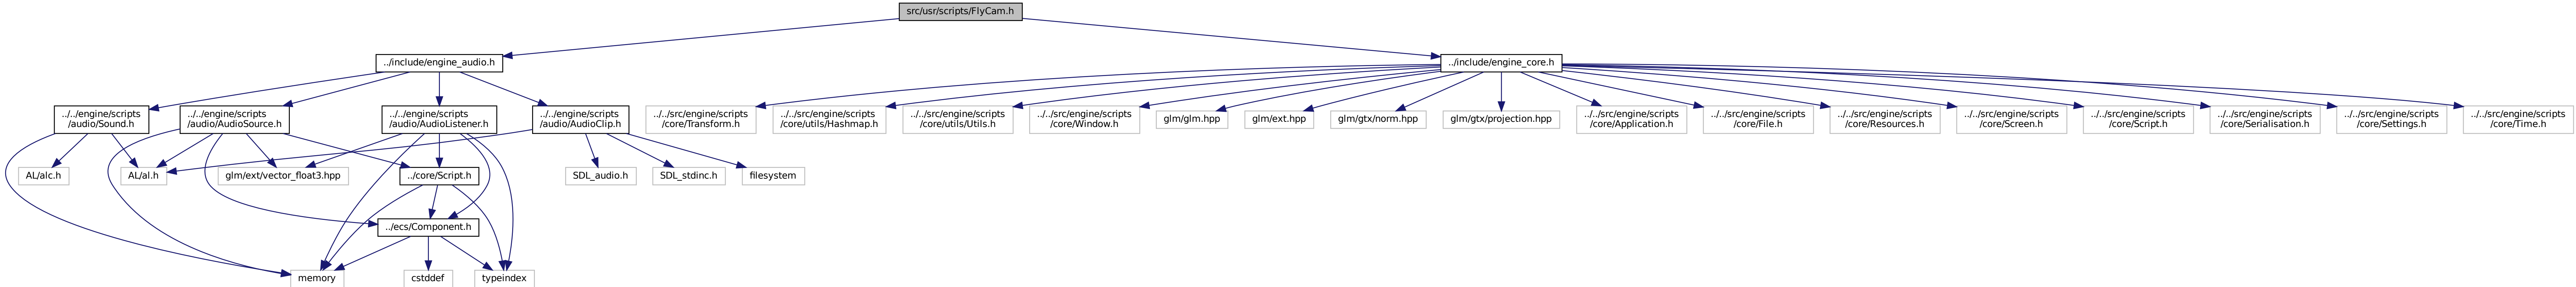 src/usr/scripts/FlyCam.h
../include/engine_audio.h
../include/engine_core.h
../../engine/scripts
/audio/Sound.h
../../engine/scripts
/audio/AudioSource.h
../../engine/scripts
/audio/AudioListener.h
../../engine/scripts
/audio/AudioClip.h
../../src/engine/scripts
/core/Transform.h
../../src/engine/scripts
/core/utils/Hashmap.h
../../src/engine/scripts
/core/utils/Utils.h
../../src/engine/scripts
/core/Window.h
glm/glm.hpp
glm/ext.hpp
glm/gtx/norm.hpp
glm/gtx/projection.hpp
../../src/engine/scripts
/core/Application.h
../../src/engine/scripts
/core/File.h
../../src/engine/scripts
/core/Resources.h
../../src/engine/scripts
/core/Screen.h
../../src/engine/scripts
/core/Script.h
../../src/engine/scripts
/core/Serialisation.h
../../src/engine/scripts
/core/Settings.h
../../src/engine/scripts
/core/Time.h
AL/alc.h
AL/al.h
glm/ext/vector_float3.hpp
../core/Script.h
SDL_audio.h
SDL_stdinc.h
filesystem
../ecs/Component.h
memory
cstddef
typeindex